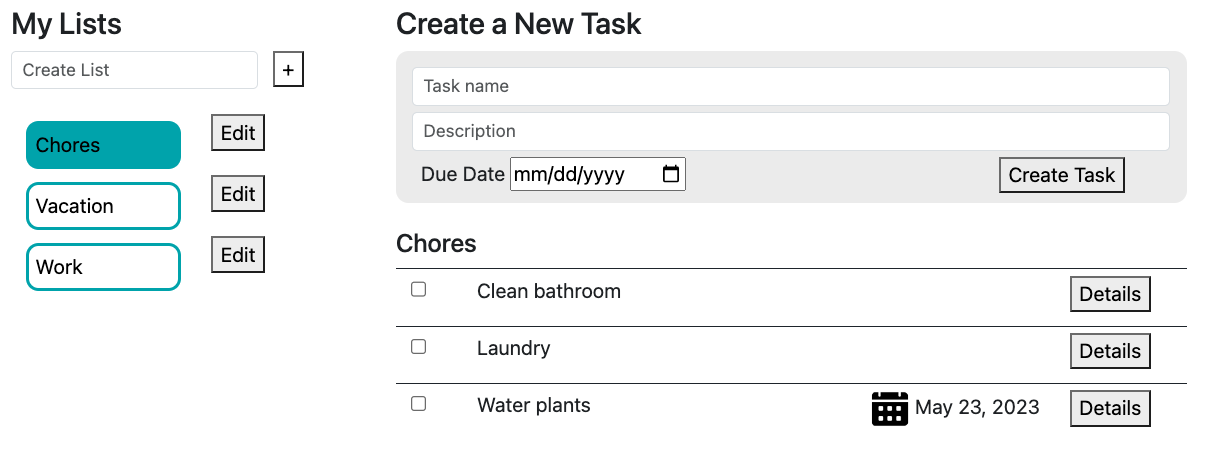 My Lists
Create List
+
Chores
Edit
Vacation
Edit
Work
Edit
Create a New Task
Task name
Description
Due Date mm/dd/yyyy
Create Task
Chores
Clean bathroom
Details
Laundry
Details
Water plants
May 23, 2023
Details